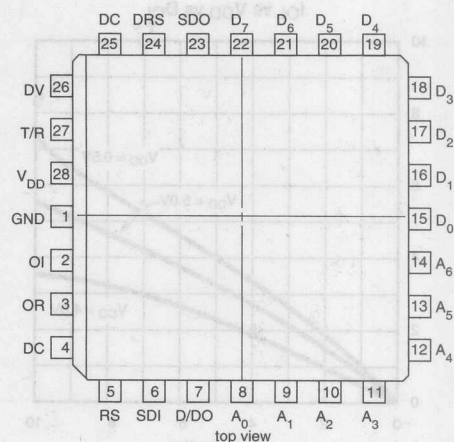 DC DRS SDO D7 D6 D5 D4
25 24 23 22 21 20 19
DV 26 18 D3
T/R 27 17 D2
VDD 28 16 D1
GND 1 15 D0
OI 2 14 A6
OR 3 13 A5
DC 4 12 A4
5 6 7 8 9 10 11
RS SDI D/DO A0 A1 A2 A3
top view